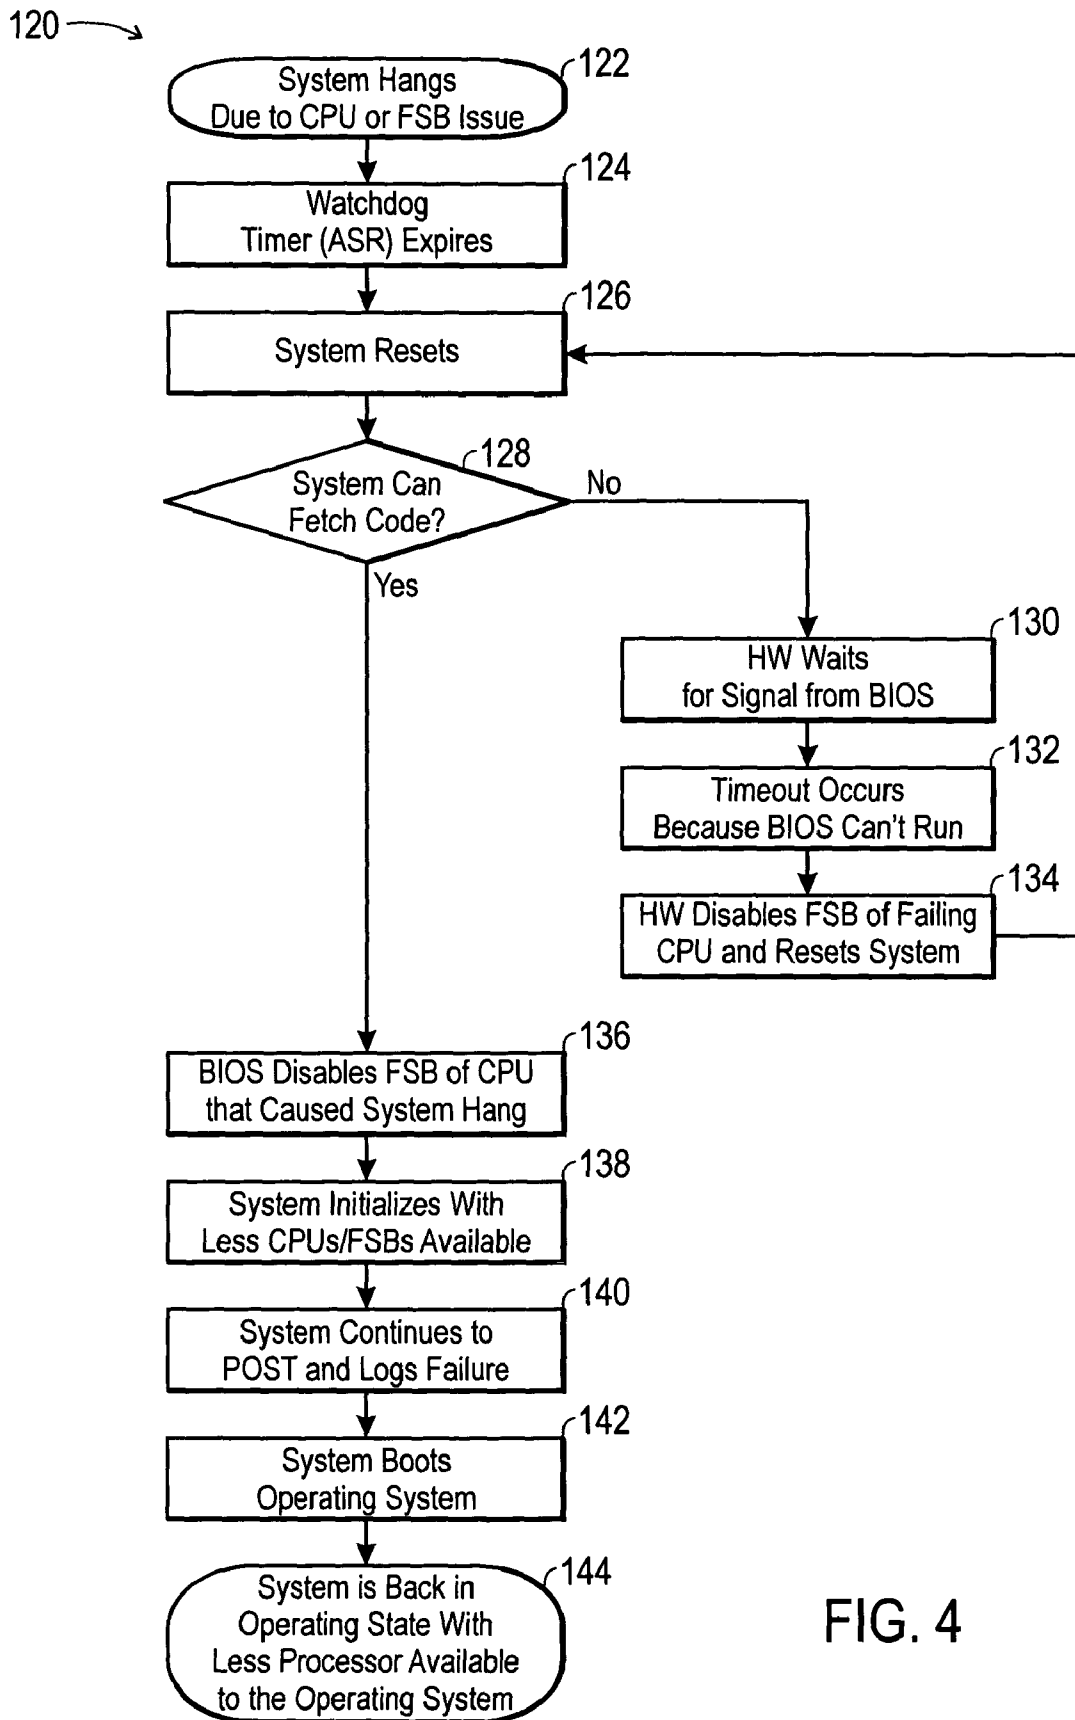 120
System Hangs
Due to CPU or FSB Issue
122
Watchdog
Timer (ASR) Expires
124
System Resets
126
System Can
Fetch Code?
128
No
Yes
HW Waits
for Signal from BIOS
130
Timeout Occurs
Because BIOS Can't Run
132
HW Disables FSB of Failing
CPU and Resets System
134
BIOS Disables FSB of CPU
that Caused System Hang
136
System Initializes With
Less CPUs/FSBs Available
138
System Continues to
POST and Logs Failure
140
System Boots
Operating System
142
System is Back in
Operating State With
Less Processor Available
to the Operating System
144
FIG. 4